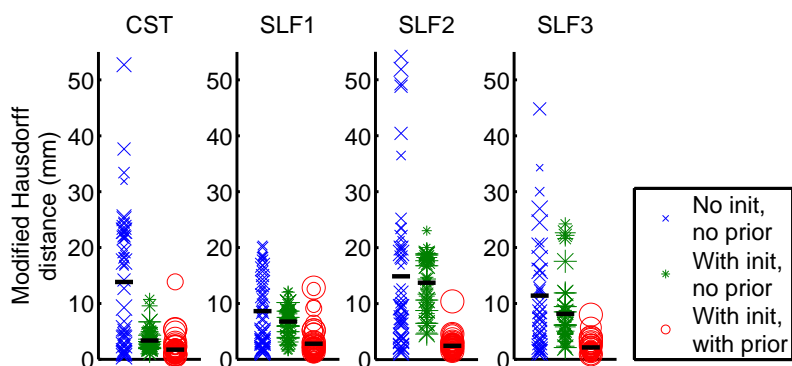 CST SLF1 SLF2 SLF3
Modified Hausdorff
distance (mm)
50 50 50 50
40 40 40 40
30 30 30 30
20 20 20 20
10 10 10 10
0 0 0 0
No init,
no prior
With init,
no prior
With init,
with prior